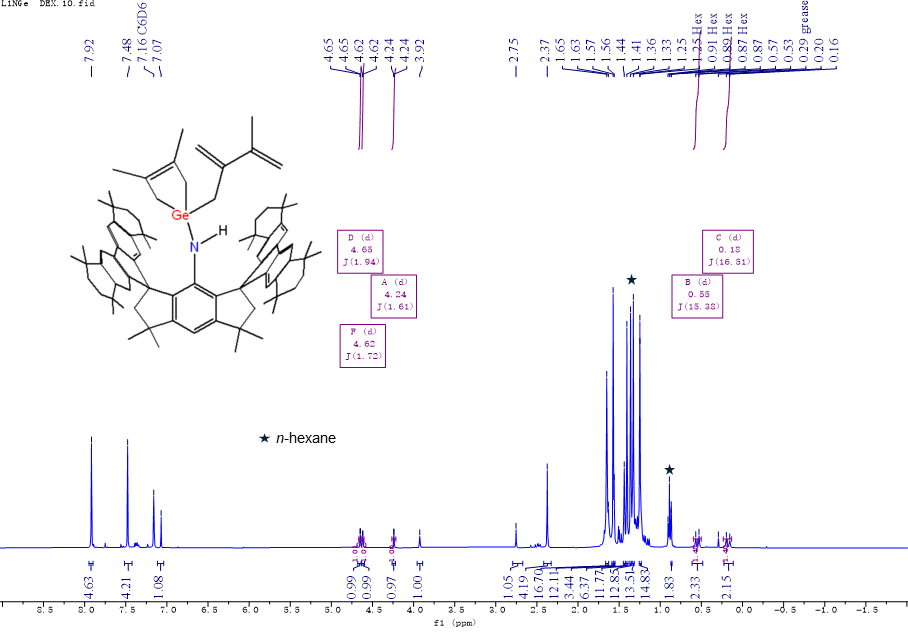 LiNGe DEX.10.fid
7.92
7.48
7.16 C6D6
7.07
4.65
4.65
4.62
4.62
4.24
4.24
3.92
2.75
2.37
1.65
1.63
1.57
1.56
1.44
1.41
1.36
1.33
1.25
1.25 Hex
0.91 Hex
0.89 Hex
0.87 Hex
0.87
0.57
0.53
0.29 grease
0.20
0.16
Ge
N
H
D (d)
4.65
J(1.94)
A (d)
4.24
J(1.61)
F (d)
4.62
J(1.72)
C (d)
0.18
J(16.51)
B (d)
0.55
J(15.38)
★
★ n-hexane
★
4.63
4.21
1.08
0.99
0.99
0.97
1.00
1.05
4.19
16.70
12.11
3.44
6.37
11.77
12.85
13.51
14.83
1.83
2.33
2.15
8.5 8.0 7.5 7.0 6.5 6.0 5.5 5.0 4.5 4.0 3.5 3.0 2.5 2.0 1.5 1.0 0.5 0.0 -0.5 -1.0 -1.5
f1 (ppm)